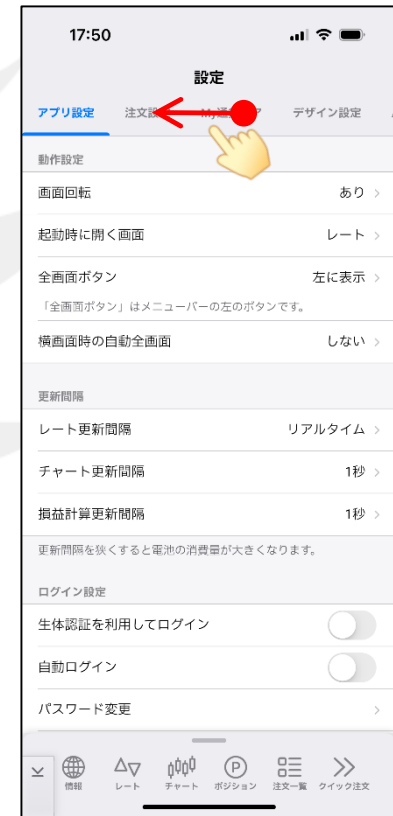 17:50
設定
アプリ設定 注文設 My通 デザイン設定
動作設定
画面回転 あり
起動時に開く画面 レート
全画面ボタン 左に表示
「全画面ボタン」はメニューバーの左のボタンです。
横画面時の自動全画面 しない
更新間隔
レート更新間隔 リアルタイム
チャート更新間隔 1秒
損益計算更新間隔 1秒
更新間隔を狭くすると電池の消費量が大きくなります。
ログイン設定
生体認証を利用してログイン
自動ログイン
パスワード変更
情報 レート チャート P ポジション 注文一覧 クイック注文